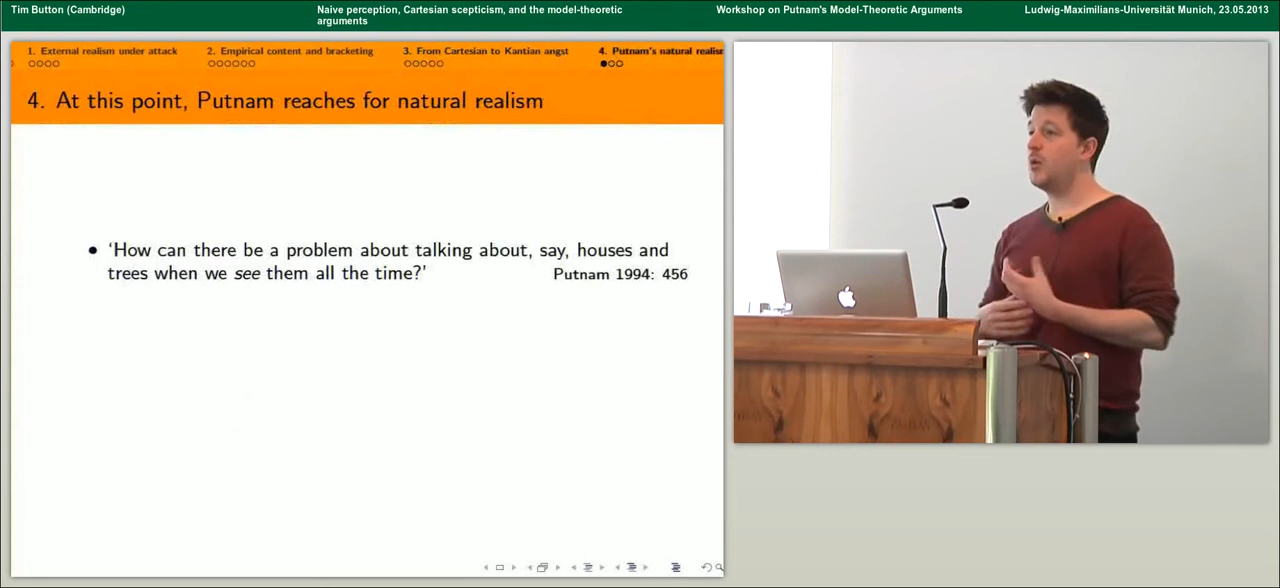 Tim Button (Cambridge)
Naive perception, Cartesian scepticism, and the model-theoretic
arguments
Workshop on Putnam's Model-Theoretic Arguments
Ludwig-Maximilians-Universität Munich, 23.05.2013
1. External realism under attack
2. Empirical content and bracketing
3. From Cartesian to Kantian angst
4. Putnam's natural realism
4. At this point, Putnam reaches for natural realism
• 'How can there be a problem about talking about, say, houses and
trees when we see them all the time?'
Putnam 1994: 456